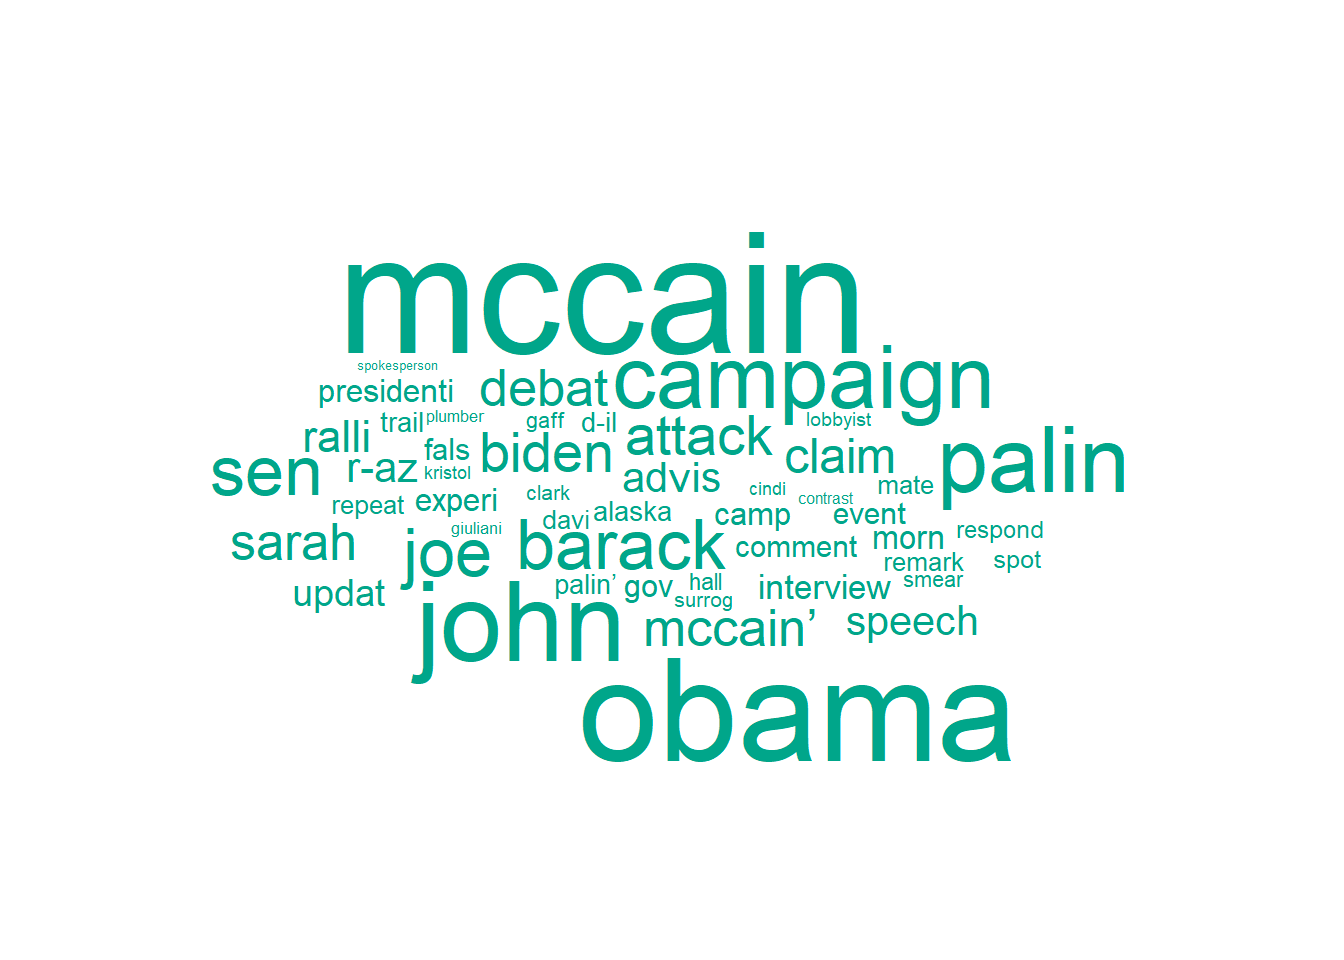 mccain
spokesperson
presidenti debat campaign
ralli trail plumber gaff d-il attack lobbyist
sen r-az fals kristol biden advis claim palin
repeat experi clark cindi contrast mate
sarah giuliani davi alaska camp event respond
joe barack comment morn remark spot
updat palin’ gov hall surrog interview smear
john mccain’ speech
obama